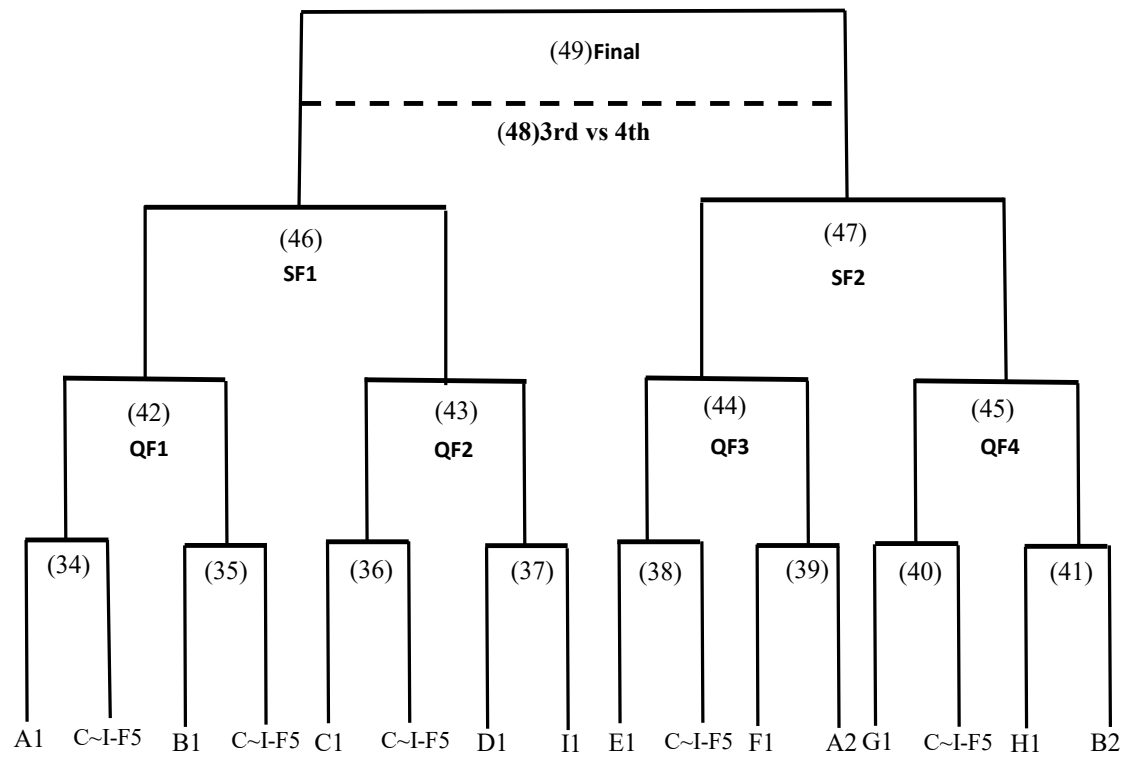 (49)Final
(48)3rd vs 4th
(46)
SF1
(47)
SF2
(42)
QF1
(43)
QF2
(44)
QF3
(45)
QF4
(34) (35) (36) (37) (38) (39) (40) (41)
A1 C~I-F5 B1 C~I-F5 C1 C~I-F5 D1 I1 E1 C~I-F5 F1 A2 G1 C~I-F5 H1 B2